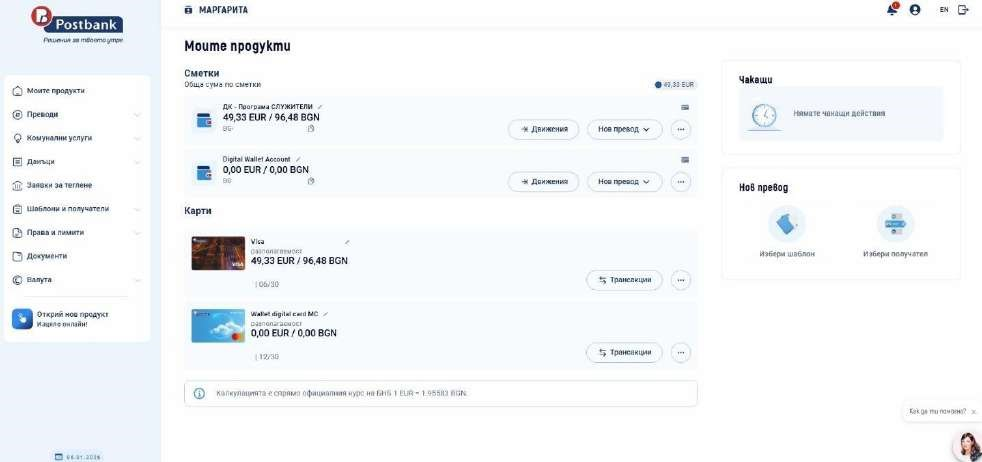 Postbank
Решения за твоето утре
МАРГАРИТА
EN
Моите продукти
Преводи
Комунални услуги
Данъци
Заявки за теглене
Шаблони и получатели
Права и лимити
Документи
Валута
Открий нов продукт
Изцяло онлайн!
06.01.2026
Моите продукти
Сметки
Обща сума по сметки
49,33 EUR
ДК - Програма СЛУЖИТЕЛИ
49,33 EUR / 96,48 BGN
BG
Движения
Нов превод
Digital Wallet Account
0,00 EUR / 0,00 BGN
BG
Движения
Нов превод
Карти
Visa
разполагаемост
49,33 EUR / 96,48 BGN
| 06/30
Трансакции
Wallet digital card MC
разполагаемост
0,00 EUR / 0,00 BGN
| 12/30
Трансакции
Калкулацията е спрямо официалния курс на БНБ 1 EUR = 1.95583 BGN.
Чакащи
Нямате чакащи действия
Нов превод
Избери шаблон
Избери получател
Как да ти помогна?